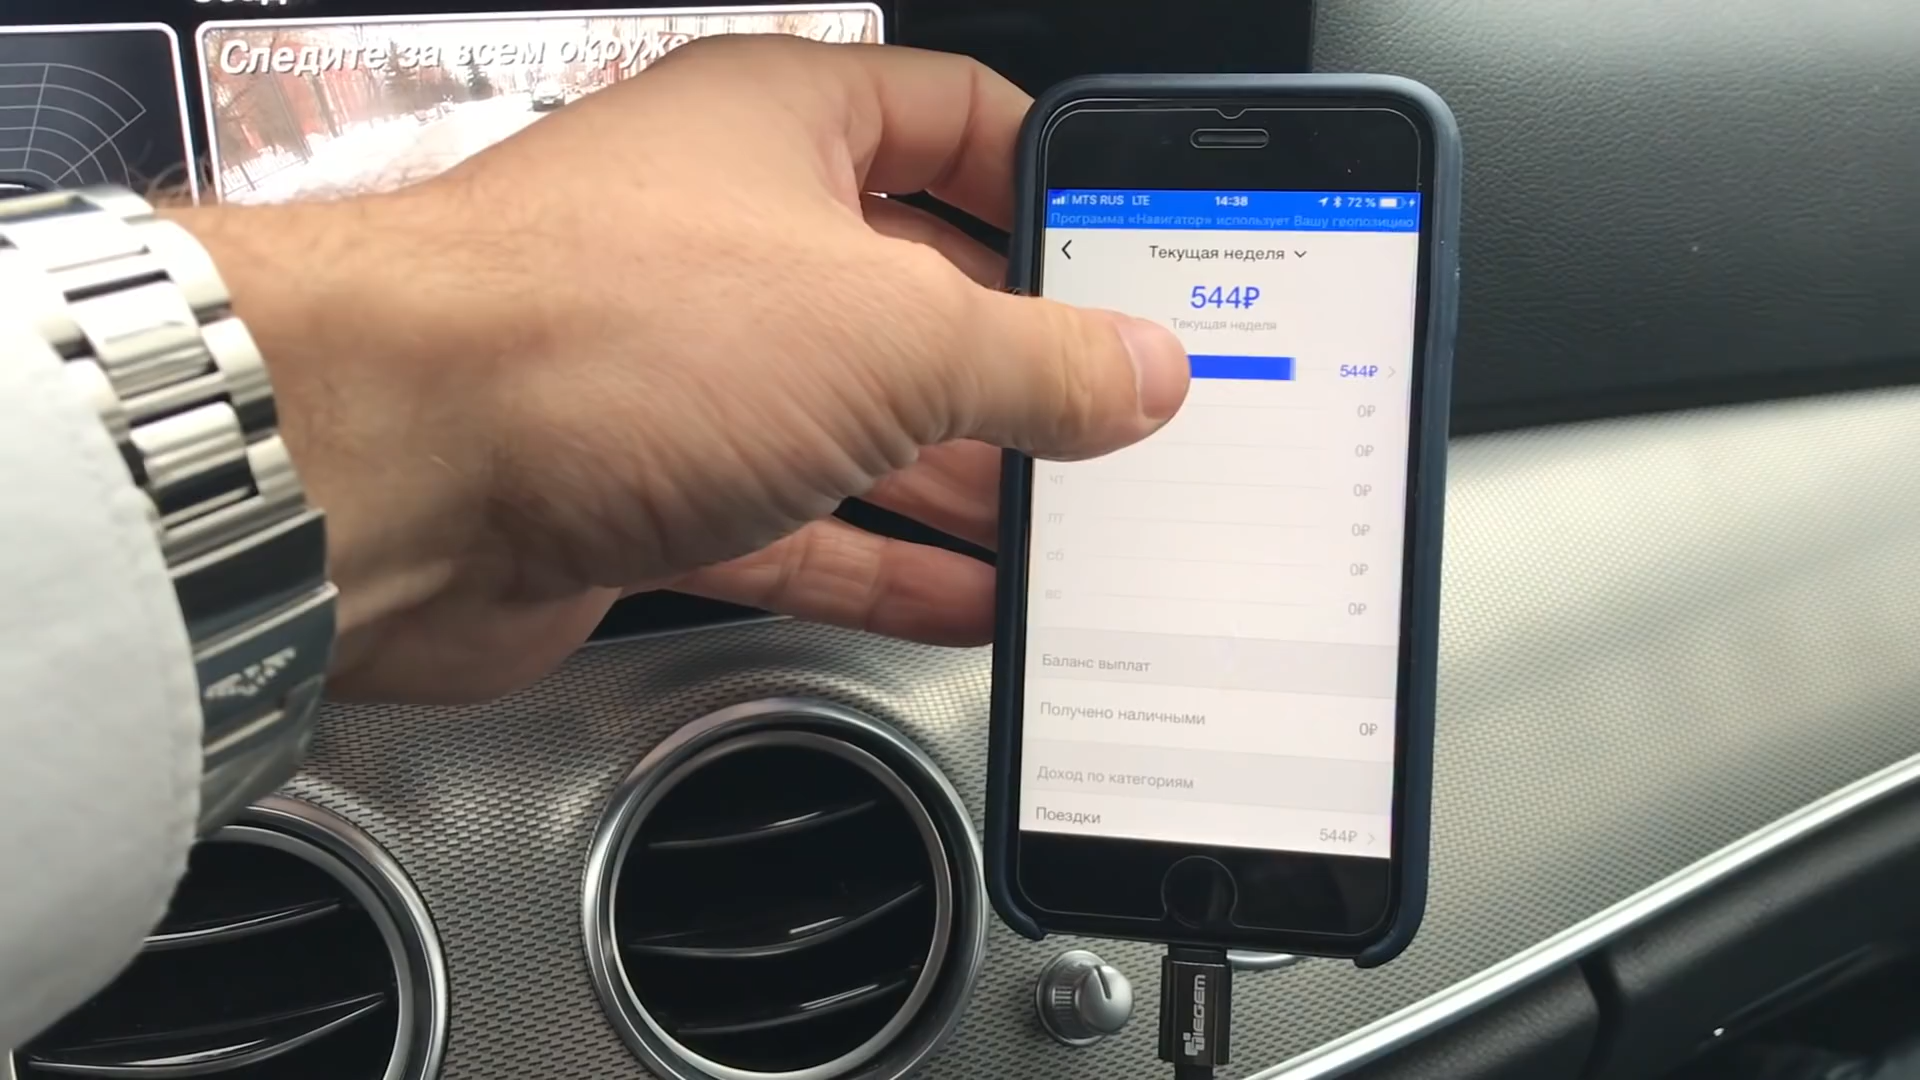 Следите за всем окруже
MTS RUS LTE 14:38 72 %
Программа «Навигатор» использует Вашу геопозицию
Текущая неделя
544₽
Текущая неделя
544₽
0₽
0₽
чт 0₽
пт 0₽
сб 0₽
вс 0₽
Баланс выплат
Получено наличными 0₽
Доход по категориям
Поездки 544₽
TIEGEM